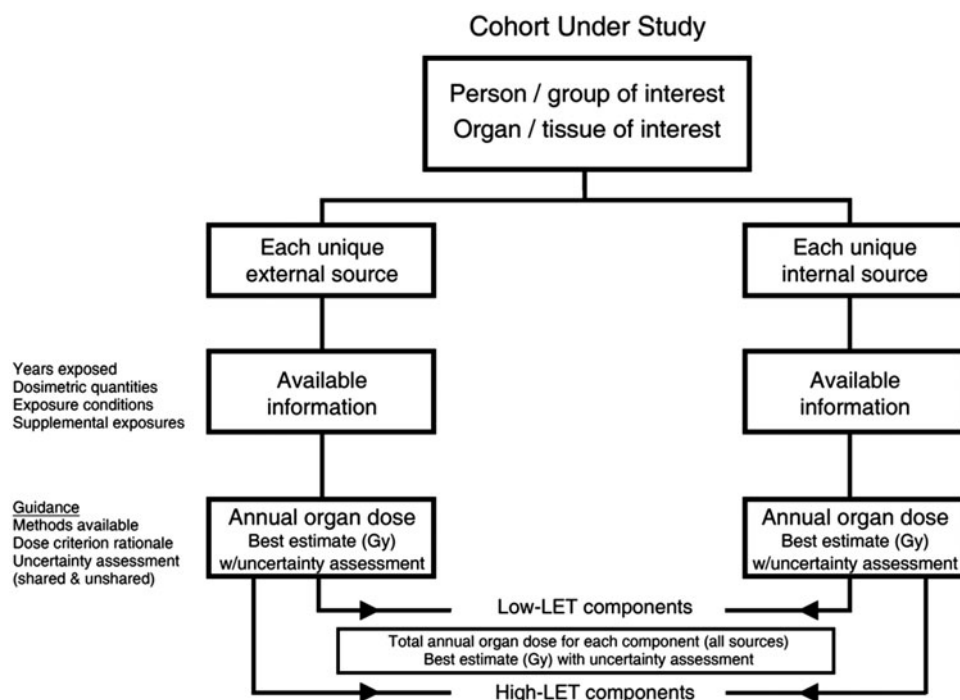 Cohort Under Study
Person / group of interest
Organ / tissue of interest
Each unique
external source
Each unique
internal source
Years exposed
Dosimetric quantities
Exposure conditions
Supplemental exposures
Available
information
Available
information
Guidance
Methods available
Dose criterion rationale
Uncertainty assessment
(shared & unshared)
Annual organ dose
Best estimate (Gy)
w/uncertainty assessment
Annual organ dose
Best estimate (Gy)
w/uncertainty assessment
Low-LET components
Total annual organ dose for each component (all sources)
Best estimate (Gy) with uncertainty assessment
High-LET components